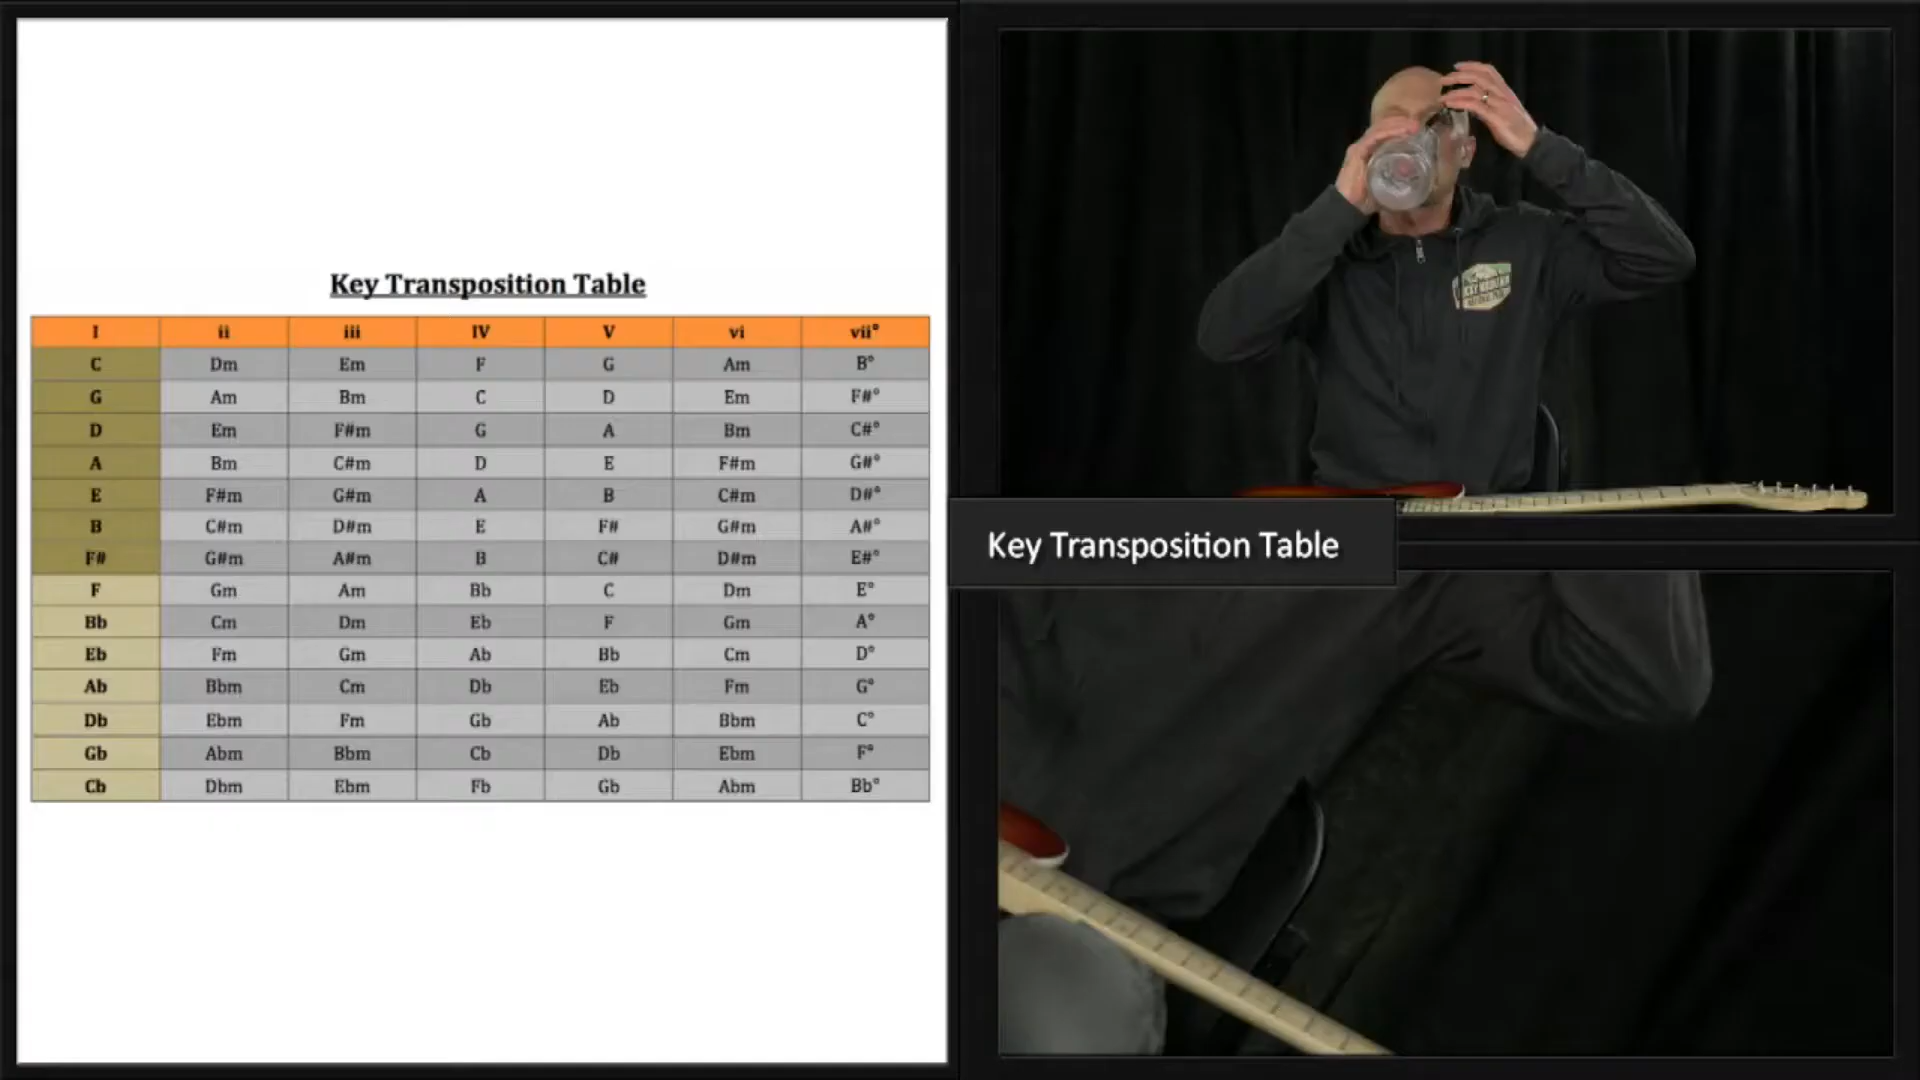 Key Transposition Table
I ii iii IV V vi vii°
C Dm Em F G Am B°
G Am Bm C D Em F#°
D Em F#m G A Bm C#°
A Bm C#m D E F#m G#°
E F#m G#m A B C#m D#°
B C#m D#m E F# G#m A#°
F# G#m A#m B C# D#m E#°
F Gm Am Bb C Dm E°
Bb Cm Dm Eb F Gm A°
Eb Fm Gm Ab Bb Cm D°
Ab Bbm Cm Db Eb Fm G°
Db Ebm Fm Gb Ab Bbm C°
Gb Abm Bbm Cb Db Ebm F°
Cb Dbm Ebm Fb Gb Abm Bb°
Key Transposition Table